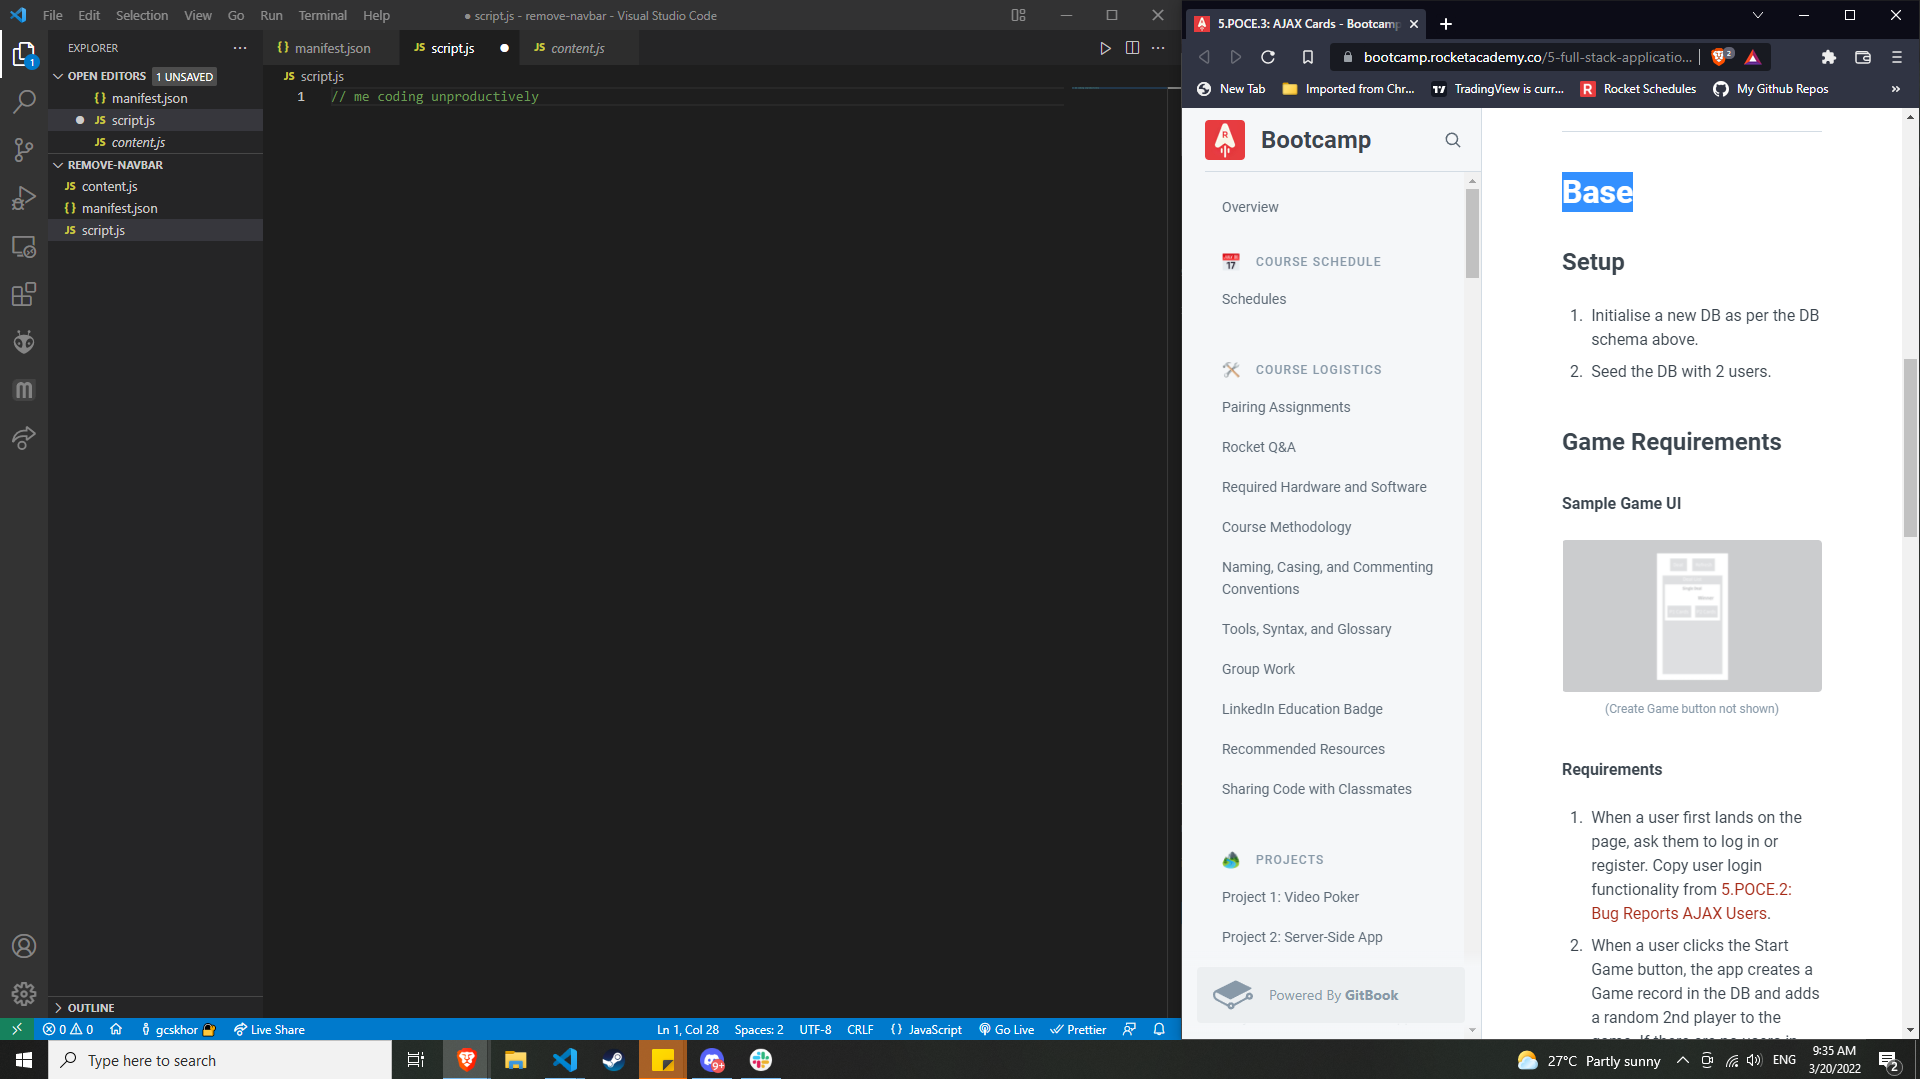 File Edit Selection View Go Run Terminal Help
● script.js - remove-navbar - Visual Studio Code
EXPLORER
OPEN EDITORS 1 UNSAVED
{} manifest.json
JS script.js
JS content.js
REMOVE-NAVBAR
JS content.js
{} manifest.json
JS script.js
OUTLINE
1
{} manifest.json
JS script.js
JS content.js
JS script.js
1 // me coding unproductively
0 0
gcskhor
Live Share
Ln 1, Col 28
Spaces: 2
UTF-8
CRLF
{} JavaScript
Go Live
Prettier
5.POCE.3: AJAX Cards - Bootcamp
bootcamp.rocketacademy.co/5-full-stack-applicatio...
2
New Tab
Imported from Chr...
TradingView is curr...
R Rocket Schedules
My Github Repos
»
Bootcamp
Overview
COURSE SCHEDULE
Schedules
COURSE LOGISTICS
Pairing Assignments
Rocket Q&A
Required Hardware and Software
Course Methodology
Naming, Casing, and Commenting
Conventions
Tools, Syntax, and Glossary
Group Work
LinkedIn Education Badge
Recommended Resources
Sharing Code with Classmates
PROJECTS
Project 1: Video Poker
Project 2: Server-Side App
Powered By GitBook
Base
Setup
1. Initialise a new DB as per the DB
schema above.
2. Seed the DB with 2 users.
Game Requirements
Sample Game UI
(Create Game button not shown)
Requirements
1. When a user first lands on the
page, ask them to log in or
register. Copy user login
functionality from 5.POCE.2:
Bug Reports AJAX Users.
2. When a user clicks the Start
Game button, the app creates a
Game record in the DB and adds
a random 2nd player to the
game. If there are no users in
Type here to search
9+
27°C Partly sunny
ENG
9:35 AM
3/20/2022
2